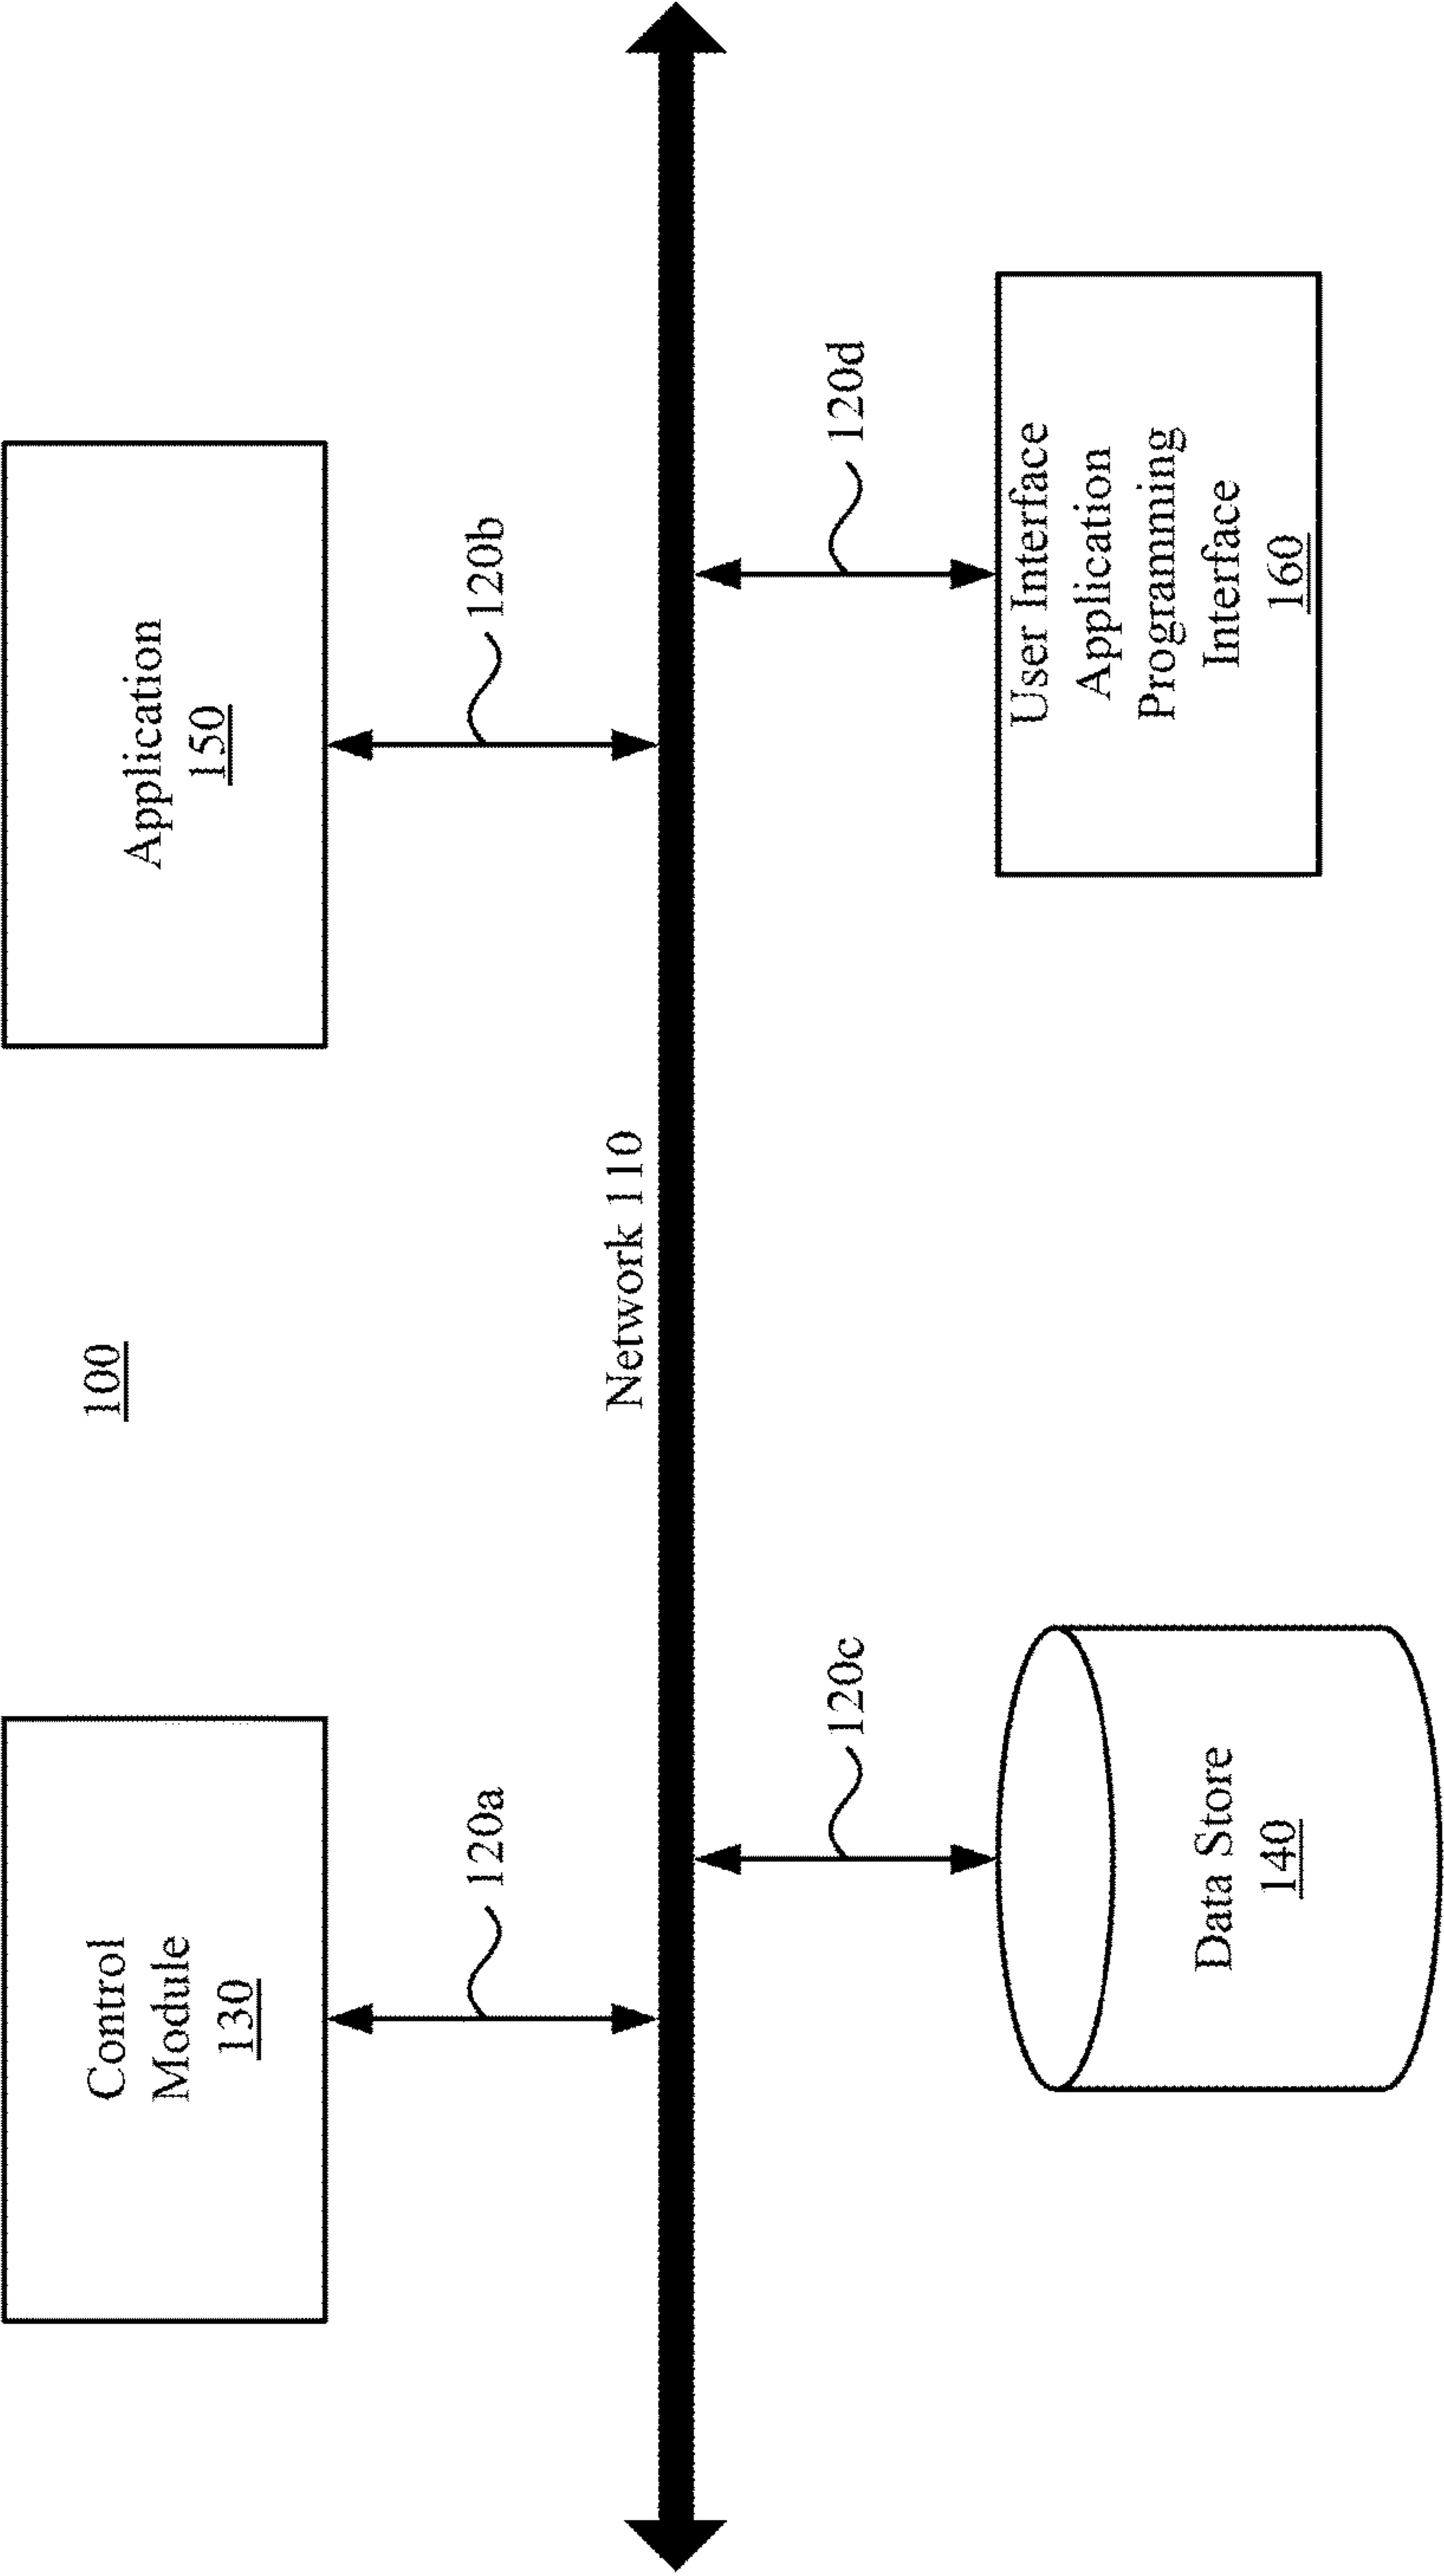 100
Control
Module
130
Application
150
120a
120b
Network 110
120c
120d
Data Store
140
User Interface
Application
Programming
Interface
160